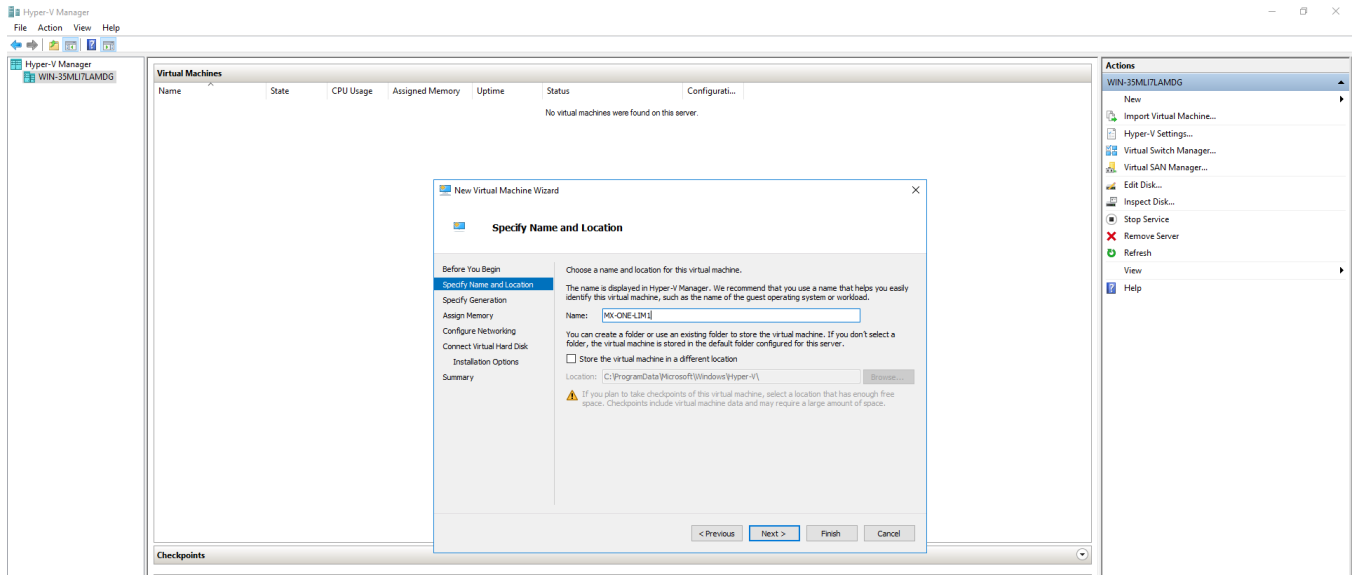 Hyper-V Manager
File Action View Help
Hyper-V Manager
WIN-35MLI7LAMDG
Virtual Machines
Name State CPU Usage Assigned Memory Uptime Status Configurati...
No virtual machines were found on this server.
New Virtual Machine Wizard
Specify Name and Location
Before You Begin
Specify Name and Location
Specify Generation
Assign Memory
Configure Networking
Connect Virtual Hard Disk
Installation Options
Summary
Choose a name and location for this virtual machine.
The name is displayed in Hyper-V Manager. We recommend that you use a name that helps you easily
identify this virtual machine, such as the name of the guest operating system or workload.
Name: MX-ONE-LIM1
You can create a folder or use an existing folder to store the virtual machine. If you don't select a
folder, the virtual machine is stored in the default folder configured for this server.
Store the virtual machine in a different location
Location: C:\ProgramData\Microsoft\Windows\Hyper-V\ Browse...
If you plan to take checkpoints of this virtual machine, select a location that has enough free
space. Checkpoints include virtual machine data and may require a large amount of space.
< Previous Next > Finish Cancel
Checkpoints
Actions
WIN-35MLI7LAMDG
New
Import Virtual Machine...
Hyper-V Settings...
Virtual Switch Manager...
Virtual SAN Manager...
Edit Disk...
Inspect Disk...
Stop Service
Remove Server
Refresh
View
Help